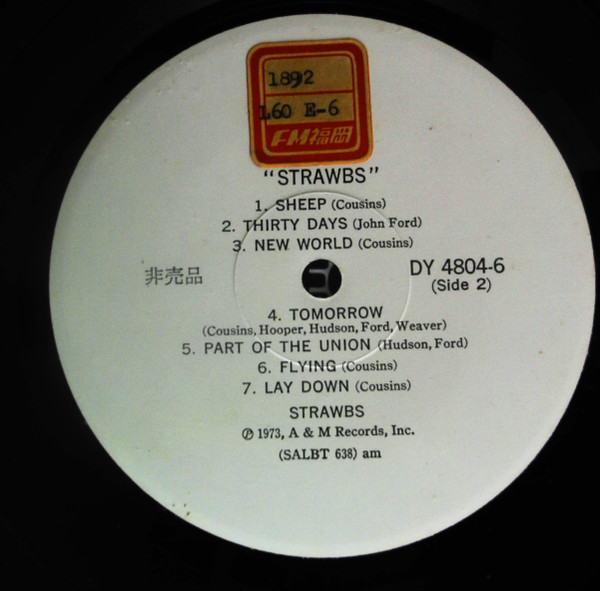 1892
L60 E-6
FM福岡
"STRAWBS"
1. SHEEP (Cousins)
2. THIRTY DAYS (John Ford)
3. NEW WORLD (Cousins)
非売品
DY 4804-6
(Side 2)
4. TOMORROW
(Cousins, Hooper, Hudson, Ford, Weaver)
5. PART OF THE UNION (Hudson, Ford)
6. FLYING (Cousins)
7. LAY DOWN (Cousins)
STRAWBS
℗ 1973, A & M Records, Inc.
(SALBT 638) am